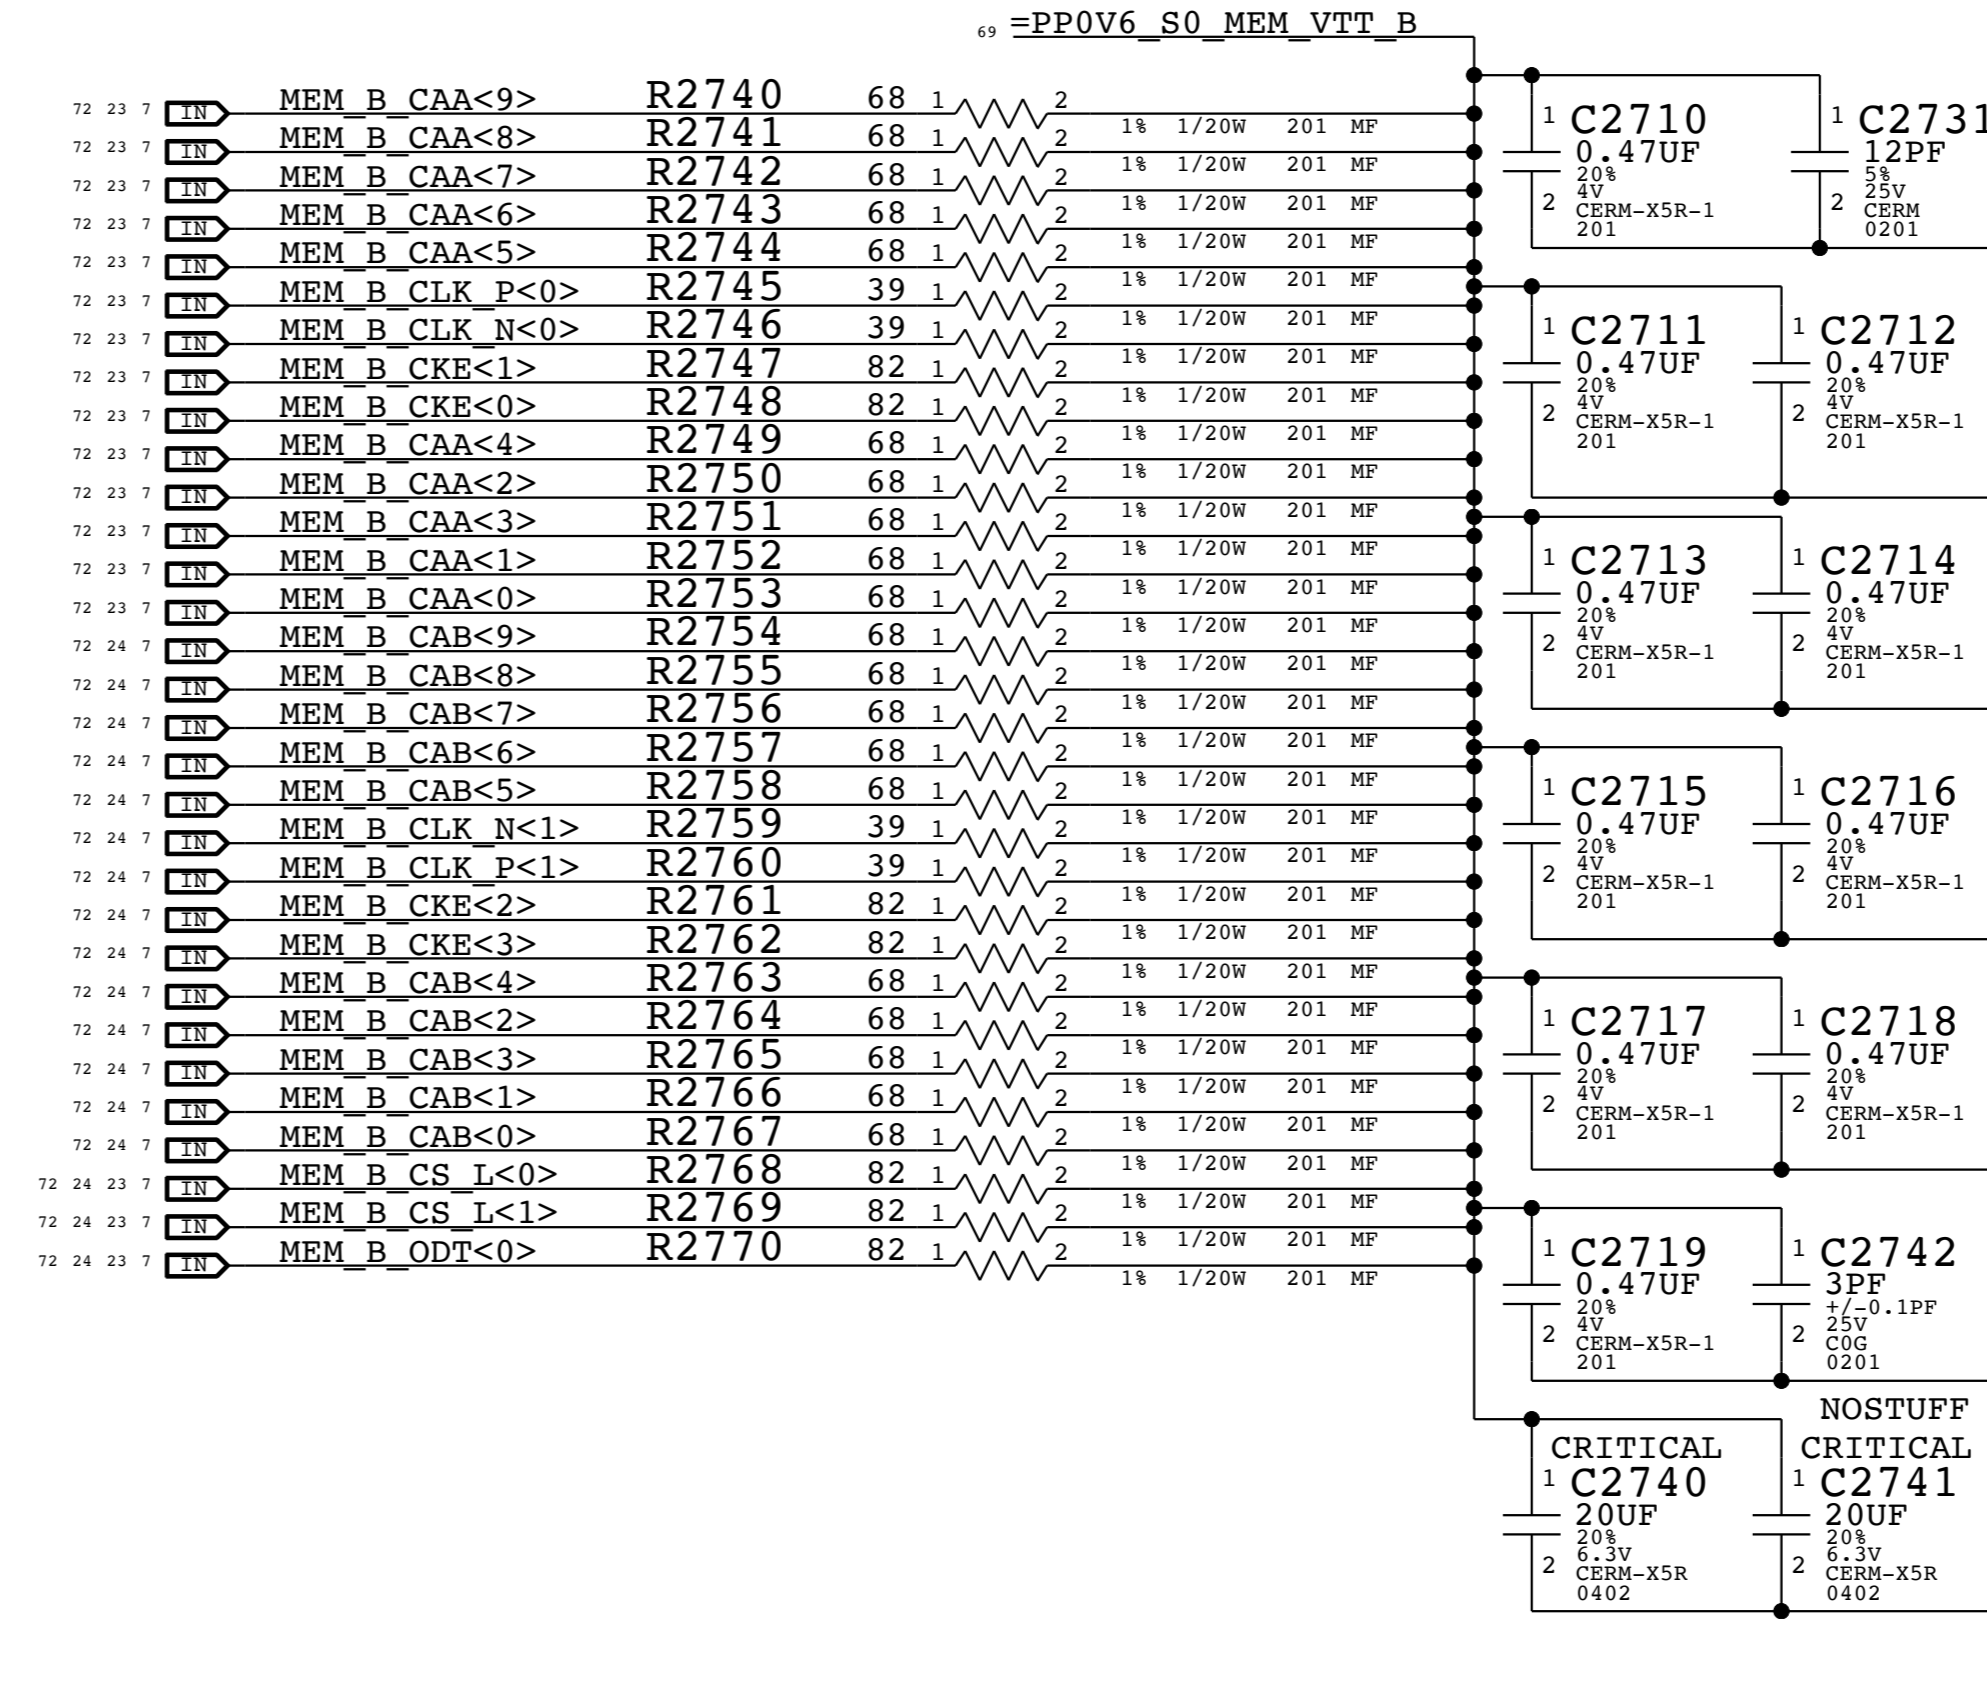 69 =PP0V6_S0_MEM_VTT_B
72 23 7 IN MEM_B_CAA<9> R2740 68 1 2
1% 1/20W 201 MF
72 23 7 IN MEM_B_CAA<8> R2741 68 1 2
1% 1/20W 201 MF
72 23 7 IN MEM_B_CAA<7> R2742 68 1 2
1% 1/20W 201 MF
72 23 7 IN MEM_B_CAA<6> R2743 68 1 2
1% 1/20W 201 MF
72 23 7 IN MEM_B_CAA<5> R2744 68 1 2
1% 1/20W 201 MF
72 23 7 IN MEM_B_CLK_P<0> R2745 39 1 2
1% 1/20W 201 MF
72 23 7 IN MEM_B_CLK_N<0> R2746 39 1 2
1% 1/20W 201 MF
72 23 7 IN MEM_B_CKE<1> R2747 82 1 2
1% 1/20W 201 MF
72 23 7 IN MEM_B_CKE<0> R2748 82 1 2
1% 1/20W 201 MF
72 23 7 IN MEM_B_CAA<4> R2749 68 1 2
1% 1/20W 201 MF
72 23 7 IN MEM_B_CAA<2> R2750 68 1 2
1% 1/20W 201 MF
72 23 7 IN MEM_B_CAA<3> R2751 68 1 2
1% 1/20W 201 MF
72 23 7 IN MEM_B_CAA<1> R2752 68 1 2
1% 1/20W 201 MF
72 23 7 IN MEM_B_CAA<0> R2753 68 1 2
1% 1/20W 201 MF
72 24 7 IN MEM_B_CAB<9> R2754 68 1 2
1% 1/20W 201 MF
72 24 7 IN MEM_B_CAB<8> R2755 68 1 2
1% 1/20W 201 MF
72 24 7 IN MEM_B_CAB<7> R2756 68 1 2
1% 1/20W 201 MF
72 24 7 IN MEM_B_CAB<6> R2757 68 1 2
1% 1/20W 201 MF
72 24 7 IN MEM_B_CAB<5> R2758 68 1 2
1% 1/20W 201 MF
72 24 7 IN MEM_B_CLK_N<1> R2759 39 1 2
1% 1/20W 201 MF
72 24 7 IN MEM_B_CLK_P<1> R2760 39 1 2
1% 1/20W 201 MF
72 24 7 IN MEM_B_CKE<2> R2761 82 1 2
1% 1/20W 201 MF
72 24 7 IN MEM_B_CKE<3> R2762 82 1 2
1% 1/20W 201 MF
72 24 7 IN MEM_B_CAB<4> R2763 68 1 2
1% 1/20W 201 MF
72 24 7 IN MEM_B_CAB<2> R2764 68 1 2
1% 1/20W 201 MF
72 24 7 IN MEM_B_CAB<3> R2765 68 1 2
1% 1/20W 201 MF
72 24 7 IN MEM_B_CAB<1> R2766 68 1 2
1% 1/20W 201 MF
72 24 7 IN MEM_B_CAB<0> R2767 68 1 2
1% 1/20W 201 MF
72 24 23 7 IN MEM_B_CS_L<0> R2768 82 1 2
1% 1/20W 201 MF
72 24 23 7 IN MEM_B_CS_L<1> R2769 82 1 2
1% 1/20W 201 MF
72 24 23 7 IN MEM_B_ODT<0> R2770 82 1 2
1% 1/20W 201 MF
1 C2710
0.47UF
20%
4V
2 CERM-X5R-1
201
1 C2731
12PF
5%
25V
2 CERM
0201
1 C2711
0.47UF
20%
4V
2 CERM-X5R-1
201
1 C2712
0.47UF
20%
4V
2 CERM-X5R-1
201
1 C2713
0.47UF
20%
4V
2 CERM-X5R-1
201
1 C2714
0.47UF
20%
4V
2 CERM-X5R-1
201
1 C2715
0.47UF
20%
4V
2 CERM-X5R-1
201
1 C2716
0.47UF
20%
4V
2 CERM-X5R-1
201
1 C2717
0.47UF
20%
4V
2 CERM-X5R-1
201
1 C2718
0.47UF
20%
4V
2 CERM-X5R-1
201
1 C2719
0.47UF
20%
4V
2 CERM-X5R-1
201
1 C2742
3PF
+/-0.1PF
25V
2 C0G
0201
CRITICAL
1 C2740
20UF
20%
6.3V
2 CERM-X5R
0402
NOSTUFF
CRITICAL
1 C2741
20UF
20%
6.3V
2 CERM-X5R
0402